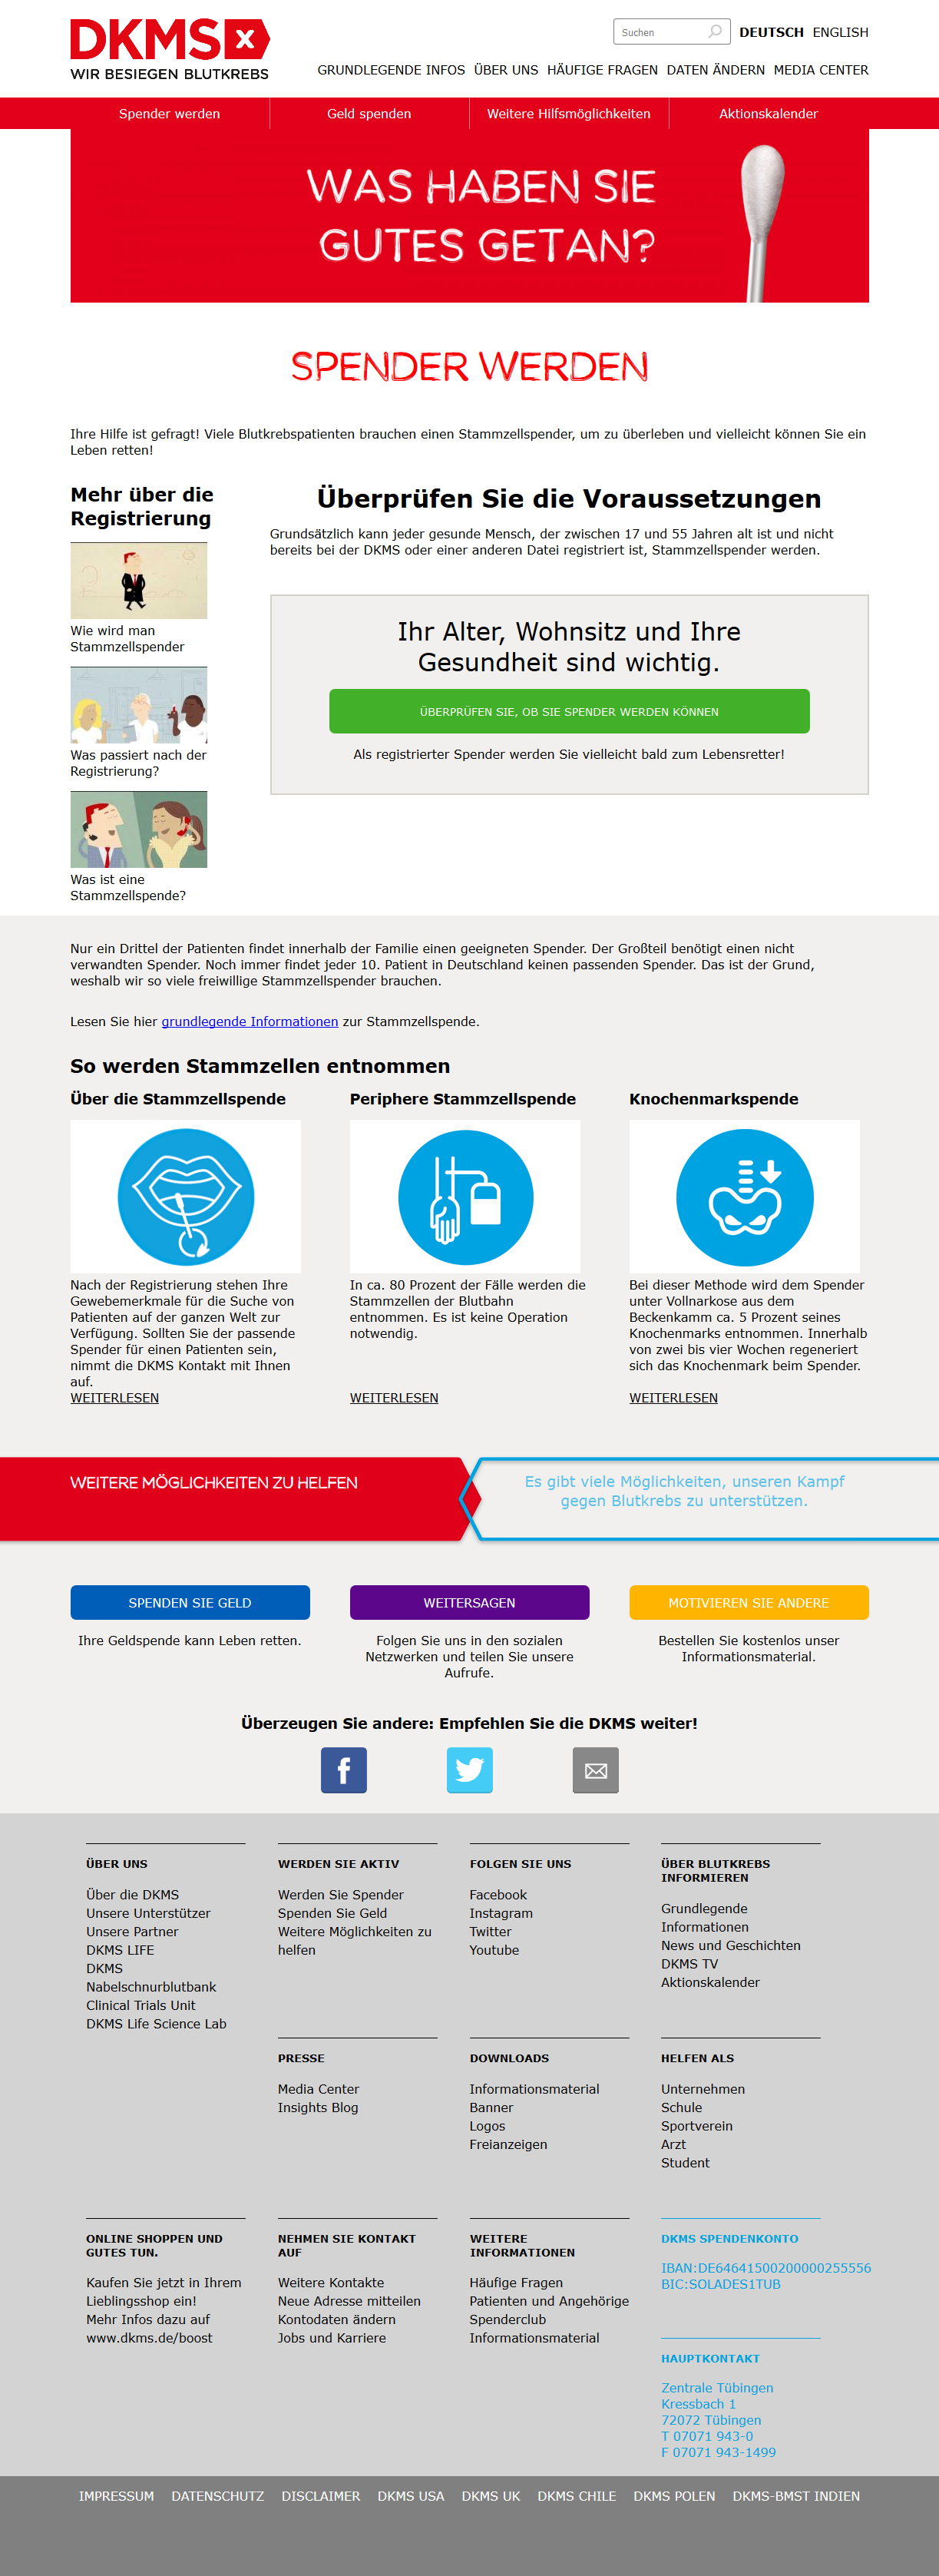 DKMS x
WIR BESIEGEN BLUTKREBS
Suchen
DEUTSCH ENGLISH
GRUNDLEGENDE INFOS ÜBER UNS HÄUFIGE FRAGEN DATEN ÄNDERN MEDIA CENTER
Spender werden
Geld spenden
Weitere Hilfsmöglichkeiten
Aktionskalender
WAS HABEN SIE
GUTES GETAN?
SPENDER WERDEN
Ihre Hilfe ist gefragt! Viele Blutkrebspatienten brauchen einen Stammzellspender, um zu überleben und vielleicht können Sie ein
Leben retten!
Mehr über die
Registrierung
Wie wird man
Stammzellspender
Was passiert nach der
Registrierung?
Was ist eine
Stammzellspende?
Überprüfen Sie die Voraussetzungen
Grundsätzlich kann jeder gesunde Mensch, der zwischen 17 und 55 Jahren alt ist und nicht
bereits bei der DKMS oder einer anderen Datei registriert ist, Stammzellspender werden.
Ihr Alter, Wohnsitz und Ihre
Gesundheit sind wichtig.
ÜBERPRÜFEN SIE, OB SIE SPENDER WERDEN KÖNNEN
Als registrierter Spender werden Sie vielleicht bald zum Lebensretter!
Nur ein Drittel der Patienten findet innerhalb der Familie einen geeigneten Spender. Der Großteil benötigt einen nicht
verwandten Spender. Noch immer findet jeder 10. Patient in Deutschland keinen passenden Spender. Das ist der Grund,
weshalb wir so viele freiwillige Stammzellspender brauchen.
Lesen Sie hier grundlegende Informationen zur Stammzellspende.
So werden Stammzellen entnommen
Über die Stammzellspende
Nach der Registrierung stehen Ihre
Gewebemerkmale für die Suche von
Patienten auf der ganzen Welt zur
Verfügung. Sollten Sie der passende
Spender für einen Patienten sein,
nimmt die DKMS Kontakt mit Ihnen
auf.
WEITERLESEN
Periphere Stammzellspende
In ca. 80 Prozent der Fälle werden die
Stammzellen der Blutbahn
entnommen. Es ist keine Operation
notwendig.
WEITERLESEN
Knochenmarkspende
Bei dieser Methode wird dem Spender
unter Vollnarkose aus dem
Beckenkamm ca. 5 Prozent seines
Knochenmarks entnommen. Innerhalb
von zwei bis vier Wochen regeneriert
sich das Knochenmark beim Spender.
WEITERLESEN
WEITERE MÖGLICHKEITEN ZU HELFEN
Es gibt viele Möglichkeiten, unseren Kampf
gegen Blutkrebs zu unterstützen.
SPENDEN SIE GELD
Ihre Geldspende kann Leben retten.
WEITERSAGEN
Folgen Sie uns in den sozialen
Netzwerken und teilen Sie unsere
Aufrufe.
MOTIVIEREN SIE ANDERE
Bestellen Sie kostenlos unser
Informationsmaterial.
Überzeugen Sie andere: Empfehlen Sie die DKMS weiter!
f
ÜBER UNS
Über die DKMS
Unsere Unterstützer
Unsere Partner
DKMS LIFE
DKMS
Nabelschnurblutbank
Clinical Trials Unit
DKMS Life Science Lab
WERDEN SIE AKTIV
Werden Sie Spender
Spenden Sie Geld
Weitere Möglichkeiten zu
helfen
FOLGEN SIE UNS
Facebook
Instagram
Twitter
Youtube
ÜBER BLUTKREBS
INFORMIEREN
Grundlegende
Informationen
News und Geschichten
DKMS TV
Aktionskalender
PRESSE
Media Center
Insights Blog
DOWNLOADS
Informationsmaterial
Banner
Logos
Freianzeigen
HELFEN ALS
Unternehmen
Schule
Sportverein
Arzt
Student
ONLINE SHOPPEN UND
GUTES TUN.
Kaufen Sie jetzt in Ihrem
Lieblingsshop ein!
Mehr Infos dazu auf
www.dkms.de/boost
NEHMEN SIE KONTAKT
AUF
Weitere Kontakte
Neue Adresse mitteilen
Kontodaten ändern
Jobs und Karriere
WEITERE
INFORMATIONEN
Häufige Fragen
Patienten und Angehörige
Spenderclub
Informationsmaterial
DKMS SPENDENKONTO
IBAN:DE64641500200000255556
BIC:SOLADES1TUB
HAUPTKONTAKT
Zentrale Tübingen
Kressbach 1
72072 Tübingen
T 07071 943-0
F 07071 943-1499
IMPRESSUM DATENSCHUTZ DISCLAIMER DKMS USA DKMS UK DKMS CHILE DKMS POLEN DKMS-BMST INDIEN